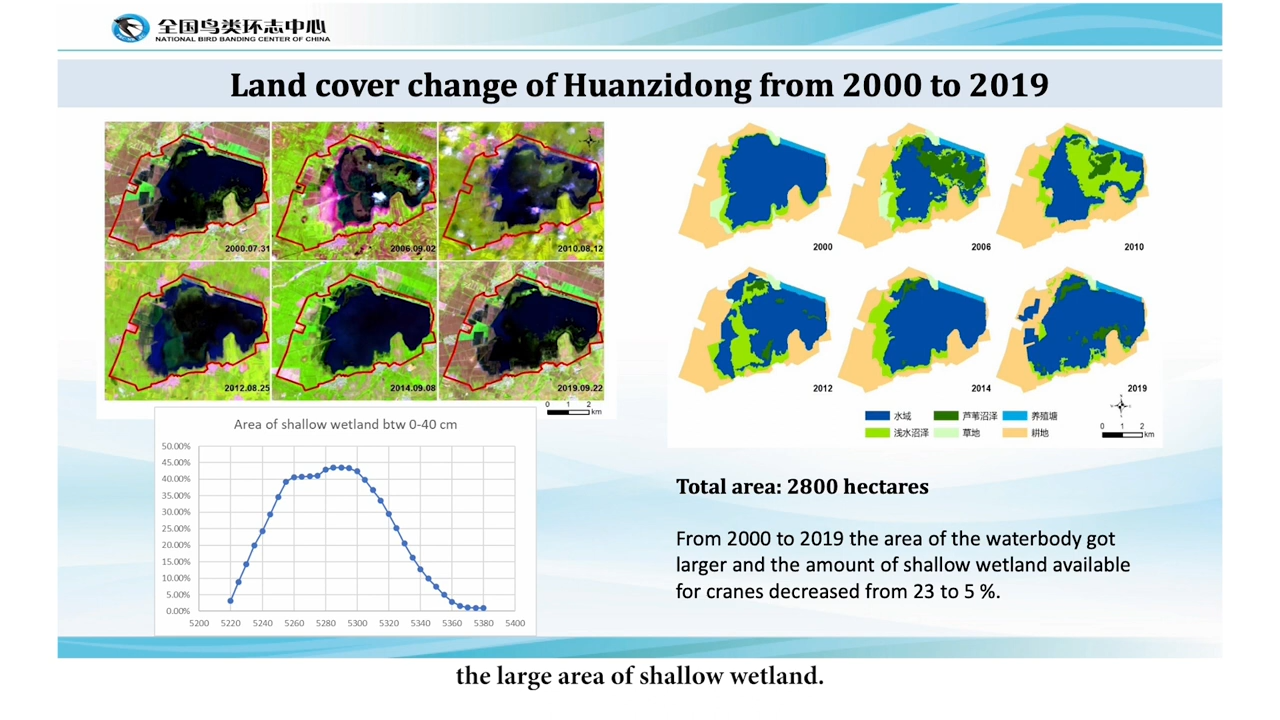 全国鸟类环志中心
NATIONAL BIRD BANDING CENTER OF CHINA
Land cover change of Huanzidong from 2000 to 2019
2000.07.31
2006.09.02
2010.08.12
2012.08.25
2014.09.08
2019.09.22
0 1 2
km
2000
2006
2010
2012
2014
2019
水域
芦苇沼泽
养殖塘
浅水沼泽
草地
耕地
0 1 2
km
Area of shallow wetland btw 0-40 cm
50.00%
45.00%
40.00%
35.00%
30.00%
25.00%
20.00%
15.00%
10.00%
5.00%
0.00%
5200 5220 5240 5260 5280 5300 5320 5340 5360 5380 5400
Total area: 2800 hectares
From 2000 to 2019 the area of the waterbody got
larger and the amount of shallow wetland available
for cranes decreased from 23 to 5 %.
the large area of shallow wetland.